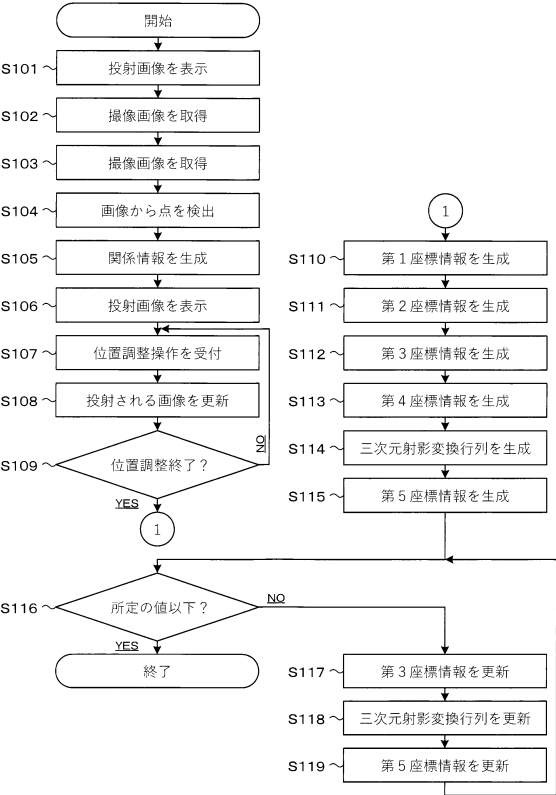 開始
S101 投射画像を表示
S102 撮像画像を取得
S103 撮像画像を取得
S104 画像から点を検出
S105 関係情報を生成
S106 投射画像を表示
S107 位置調整操作を受付
S108 投射される画像を更新
S109 位置調整終了？
NO
YES
1
1
S110 第１座標情報を生成
S111 第２座標情報を生成
S112 第３座標情報を生成
S113 第４座標情報を生成
S114 三次元射影変換行列を生成
S115 第５座標情報を生成
S116 所定の値以下？
NO
YES
終了
S117 第３座標情報を更新
S118 三次元射影変換行列を更新
S119 第５座標情報を更新